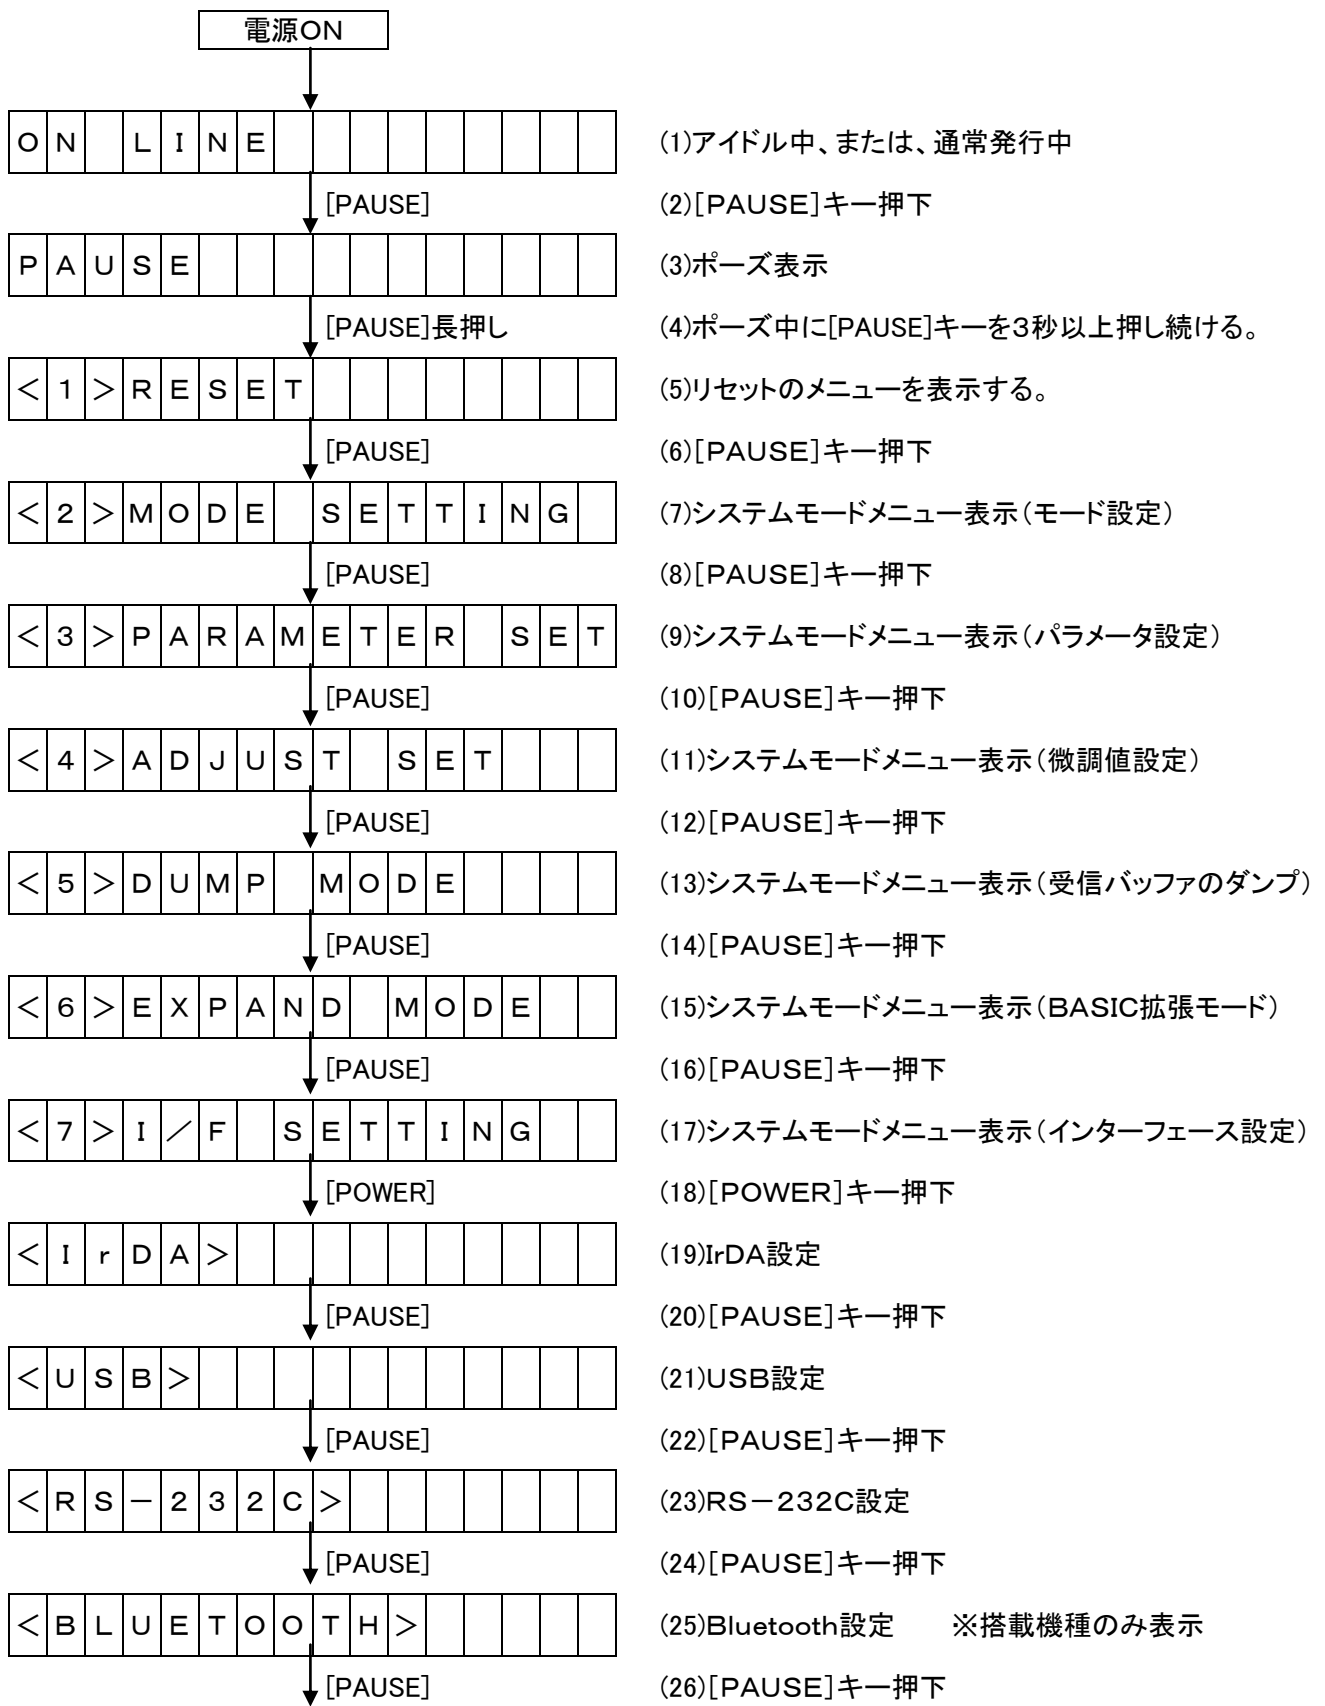 電源ON
ON LINE (1)アイドル中、または、通常発行中
[PAUSE] (2)[PAUSE]キー押下
PAUSE (3)ポーズ表示
[PAUSE]長押し (4)ポーズ中に[PAUSE]キーを3秒以上押し続ける。
<1>RESET (5)リセットのメニューを表示する。
[PAUSE] (6)[PAUSE]キー押下
<2>MODE SETTING (7)システムモードメニュー表示(モード設定)
[PAUSE] (8)[PAUSE]キー押下
<3>PARAMETER SET (9)システムモードメニュー表示(パラメータ設定)
[PAUSE] (10)[PAUSE]キー押下
<4>ADJUST SET (11)システムモードメニュー表示(微調値設定)
[PAUSE] (12)[PAUSE]キー押下
<5>DUMP MODE (13)システムモードメニュー表示(受信バッファのダンプ)
[PAUSE] (14)[PAUSE]キー押下
<6>EXPAND MODE (15)システムモードメニュー表示(BASIC拡張モード)
[PAUSE] (16)[PAUSE]キー押下
<7>I/F SETTING (17)システムモードメニュー表示(インターフェース設定)
[POWER] (18)[POWER]キー押下
<IrDA> (19)IrDA設定
[PAUSE] (20)[PAUSE]キー押下
<USB> (21)USB設定
[PAUSE] (22)[PAUSE]キー押下
<RS-232C> (23)RS-232C設定
[PAUSE] (24)[PAUSE]キー押下
<BLUETOOTH> (25)Bluetooth設定 ※搭載機種のみ表示
[PAUSE] (26)[PAUSE]キー押下